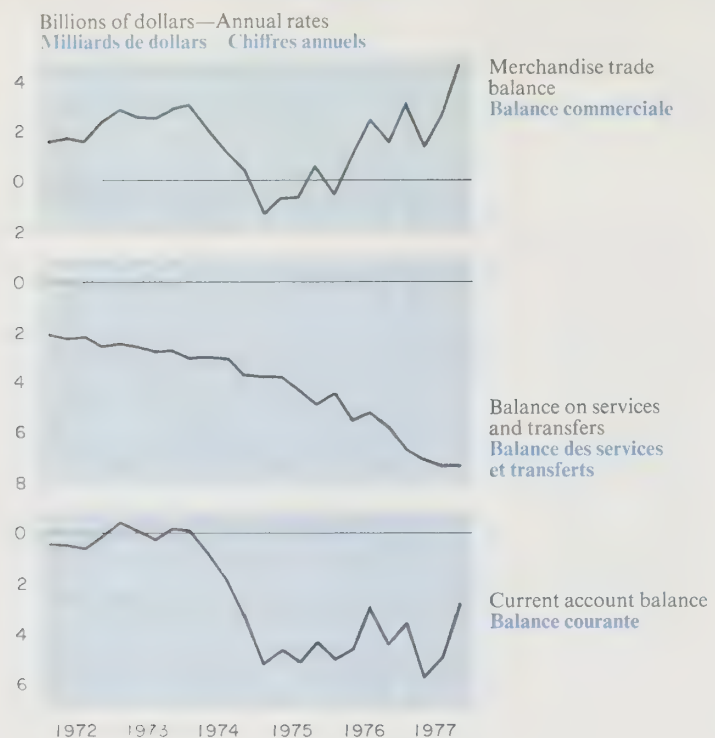 Billions of dollars—Annual rates
Milliards de dollars Chiffres annuels
4
2
0
2
Merchandise trade
balance
Balance commerciale
0
2
4
6
8
Balance on services
and transfers
Balance des services
et transferts
0
2
4
6
Current account balance
Balance courante
1972 1973 1974 1975 1976 1977